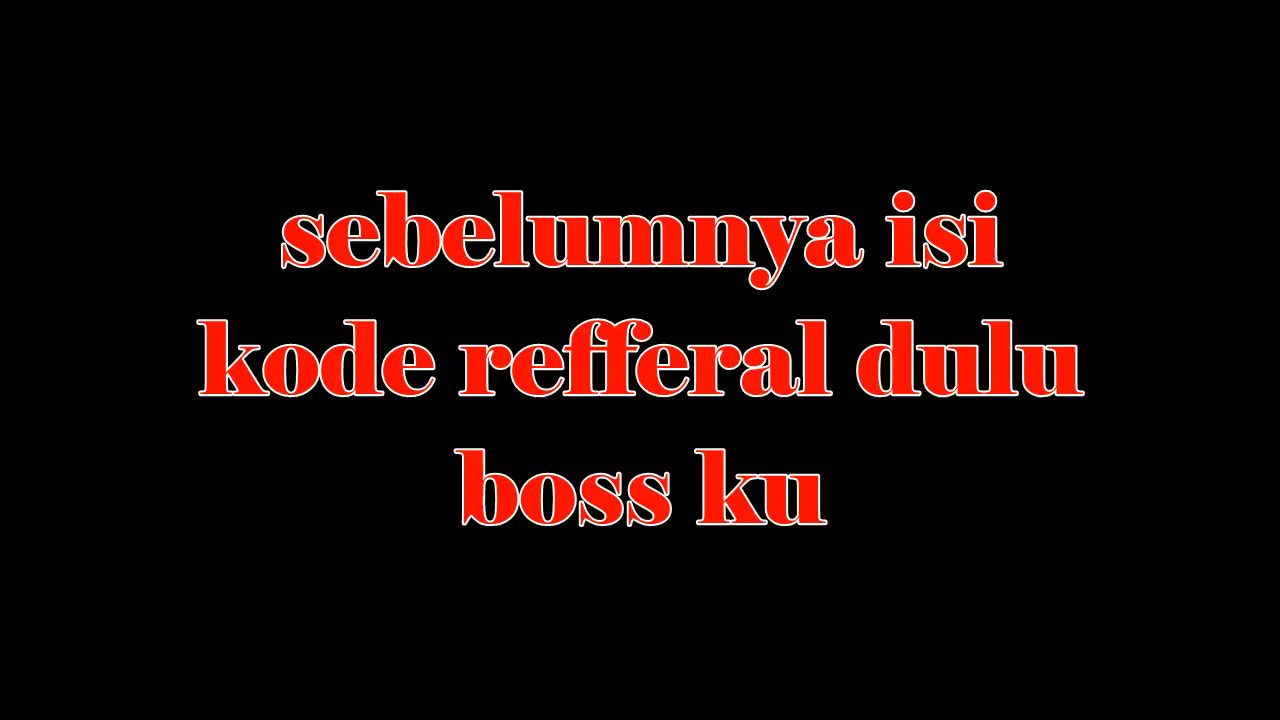 sebelumnya isi
kode refferal dulu
boss ku